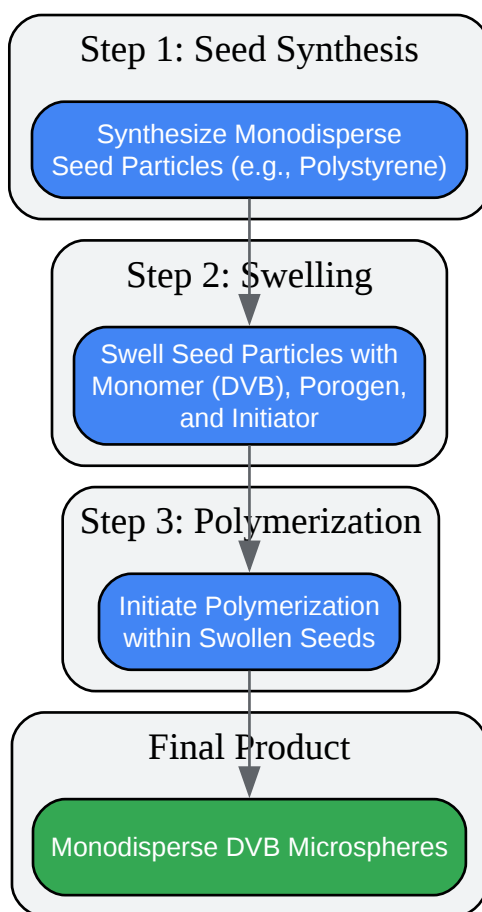 Step 1: Seed Synthesis
Synthesize Monodisperse
Seed Particles (e.g., Polystyrene)
Step 2: Swelling
Swell Seed Particles with
Monomer (DVB), Porogen,
and Initiator
Step 3: Polymerization
Initiate Polymerization
within Swollen Seeds
Final Product
Monodisperse DVB Microspheres